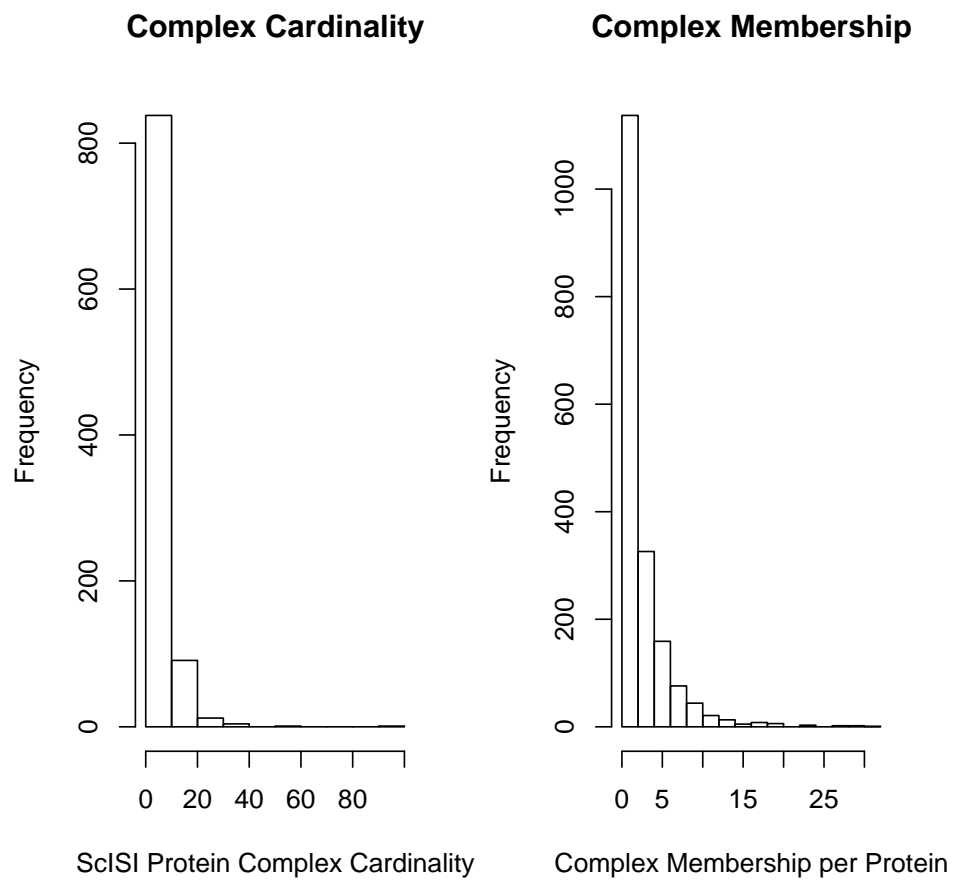 Complex Cardinality
Frequency
0 200 400 600 800
0 20 40 60 80
ScISI Protein Complex Cardinality
Complex Membership
Frequency
0 200 400 600 800 1000
0 5 15 25
Complex Membership per Protein